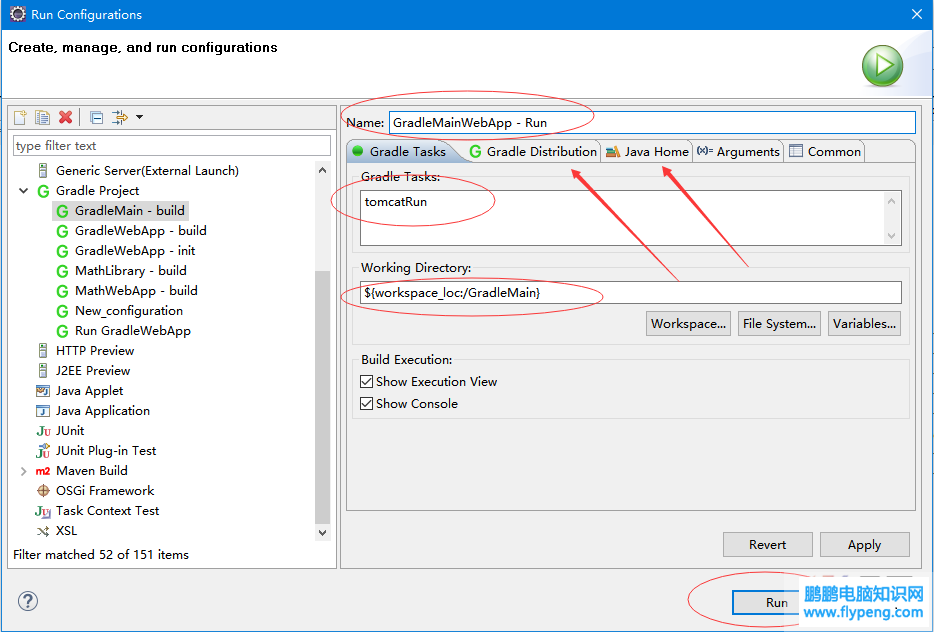 Run Configurations
Create, manage, and run configurations
type filter text
Generic Server(External Launch)
Gradle Project
GradleMain - build
GradleWebApp - build
GradleWebApp - init
MathLibrary - build
MathWebApp - build
New_configuration
Run GradleWebApp
HTTP Preview
J2EE Preview
Java Applet
Java Application
JUnit
JUnit Plug-in Test
Maven Build
OSGi Framework
Task Context Test
XSL
Filter matched 52 of 151 items
Name: GradleMainWebApp - Run
Gradle Tasks Gradle Distribution Java Home Arguments Common
Gradle Tasks:
tomcatRun
Working Directory:
${workspace_loc:/GradleMain}
Workspace... File System... Variables...
Build Execution:
Show Execution View
Show Console
Revert Apply
Run
鹏鹏电脑知识网
www.flypeng.com